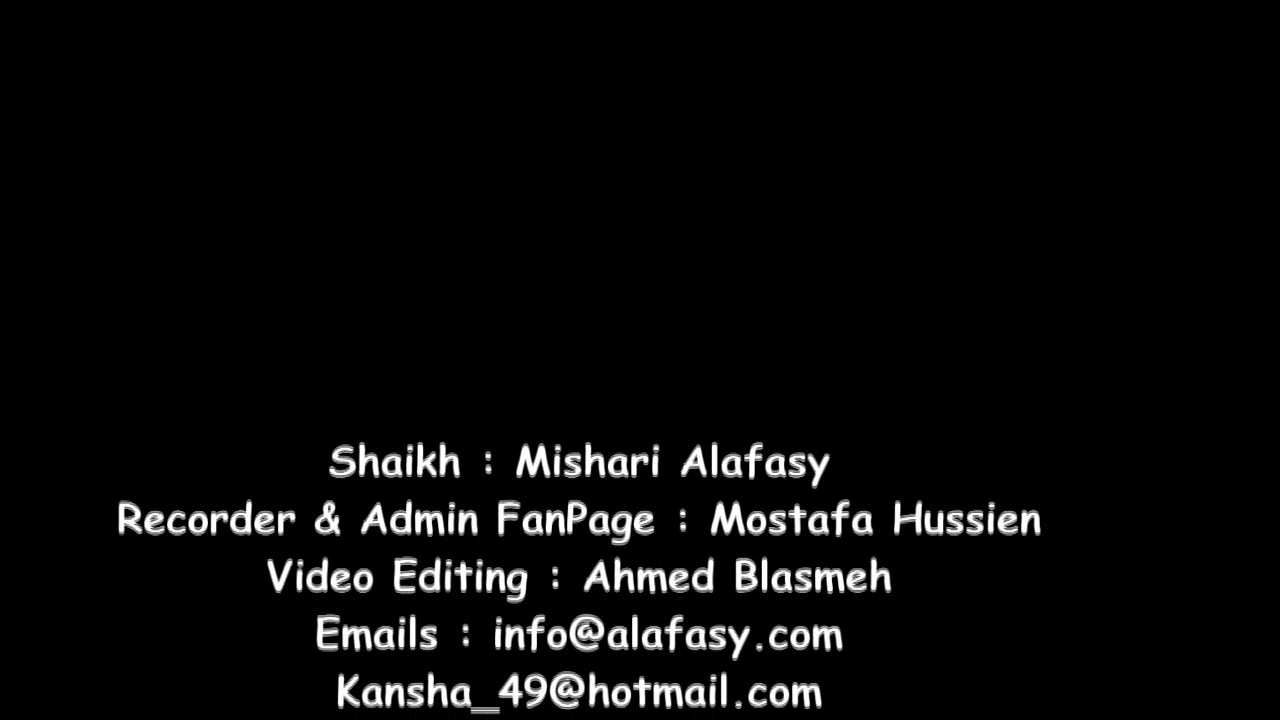 Shaikh : Mishari Alafasy
Recorder & Admin FanPage : Mostafa Hussien
Video Editing : Ahmed Blasmeh
Emails : info@alafasy.com
Kansha_49@hotmail.com